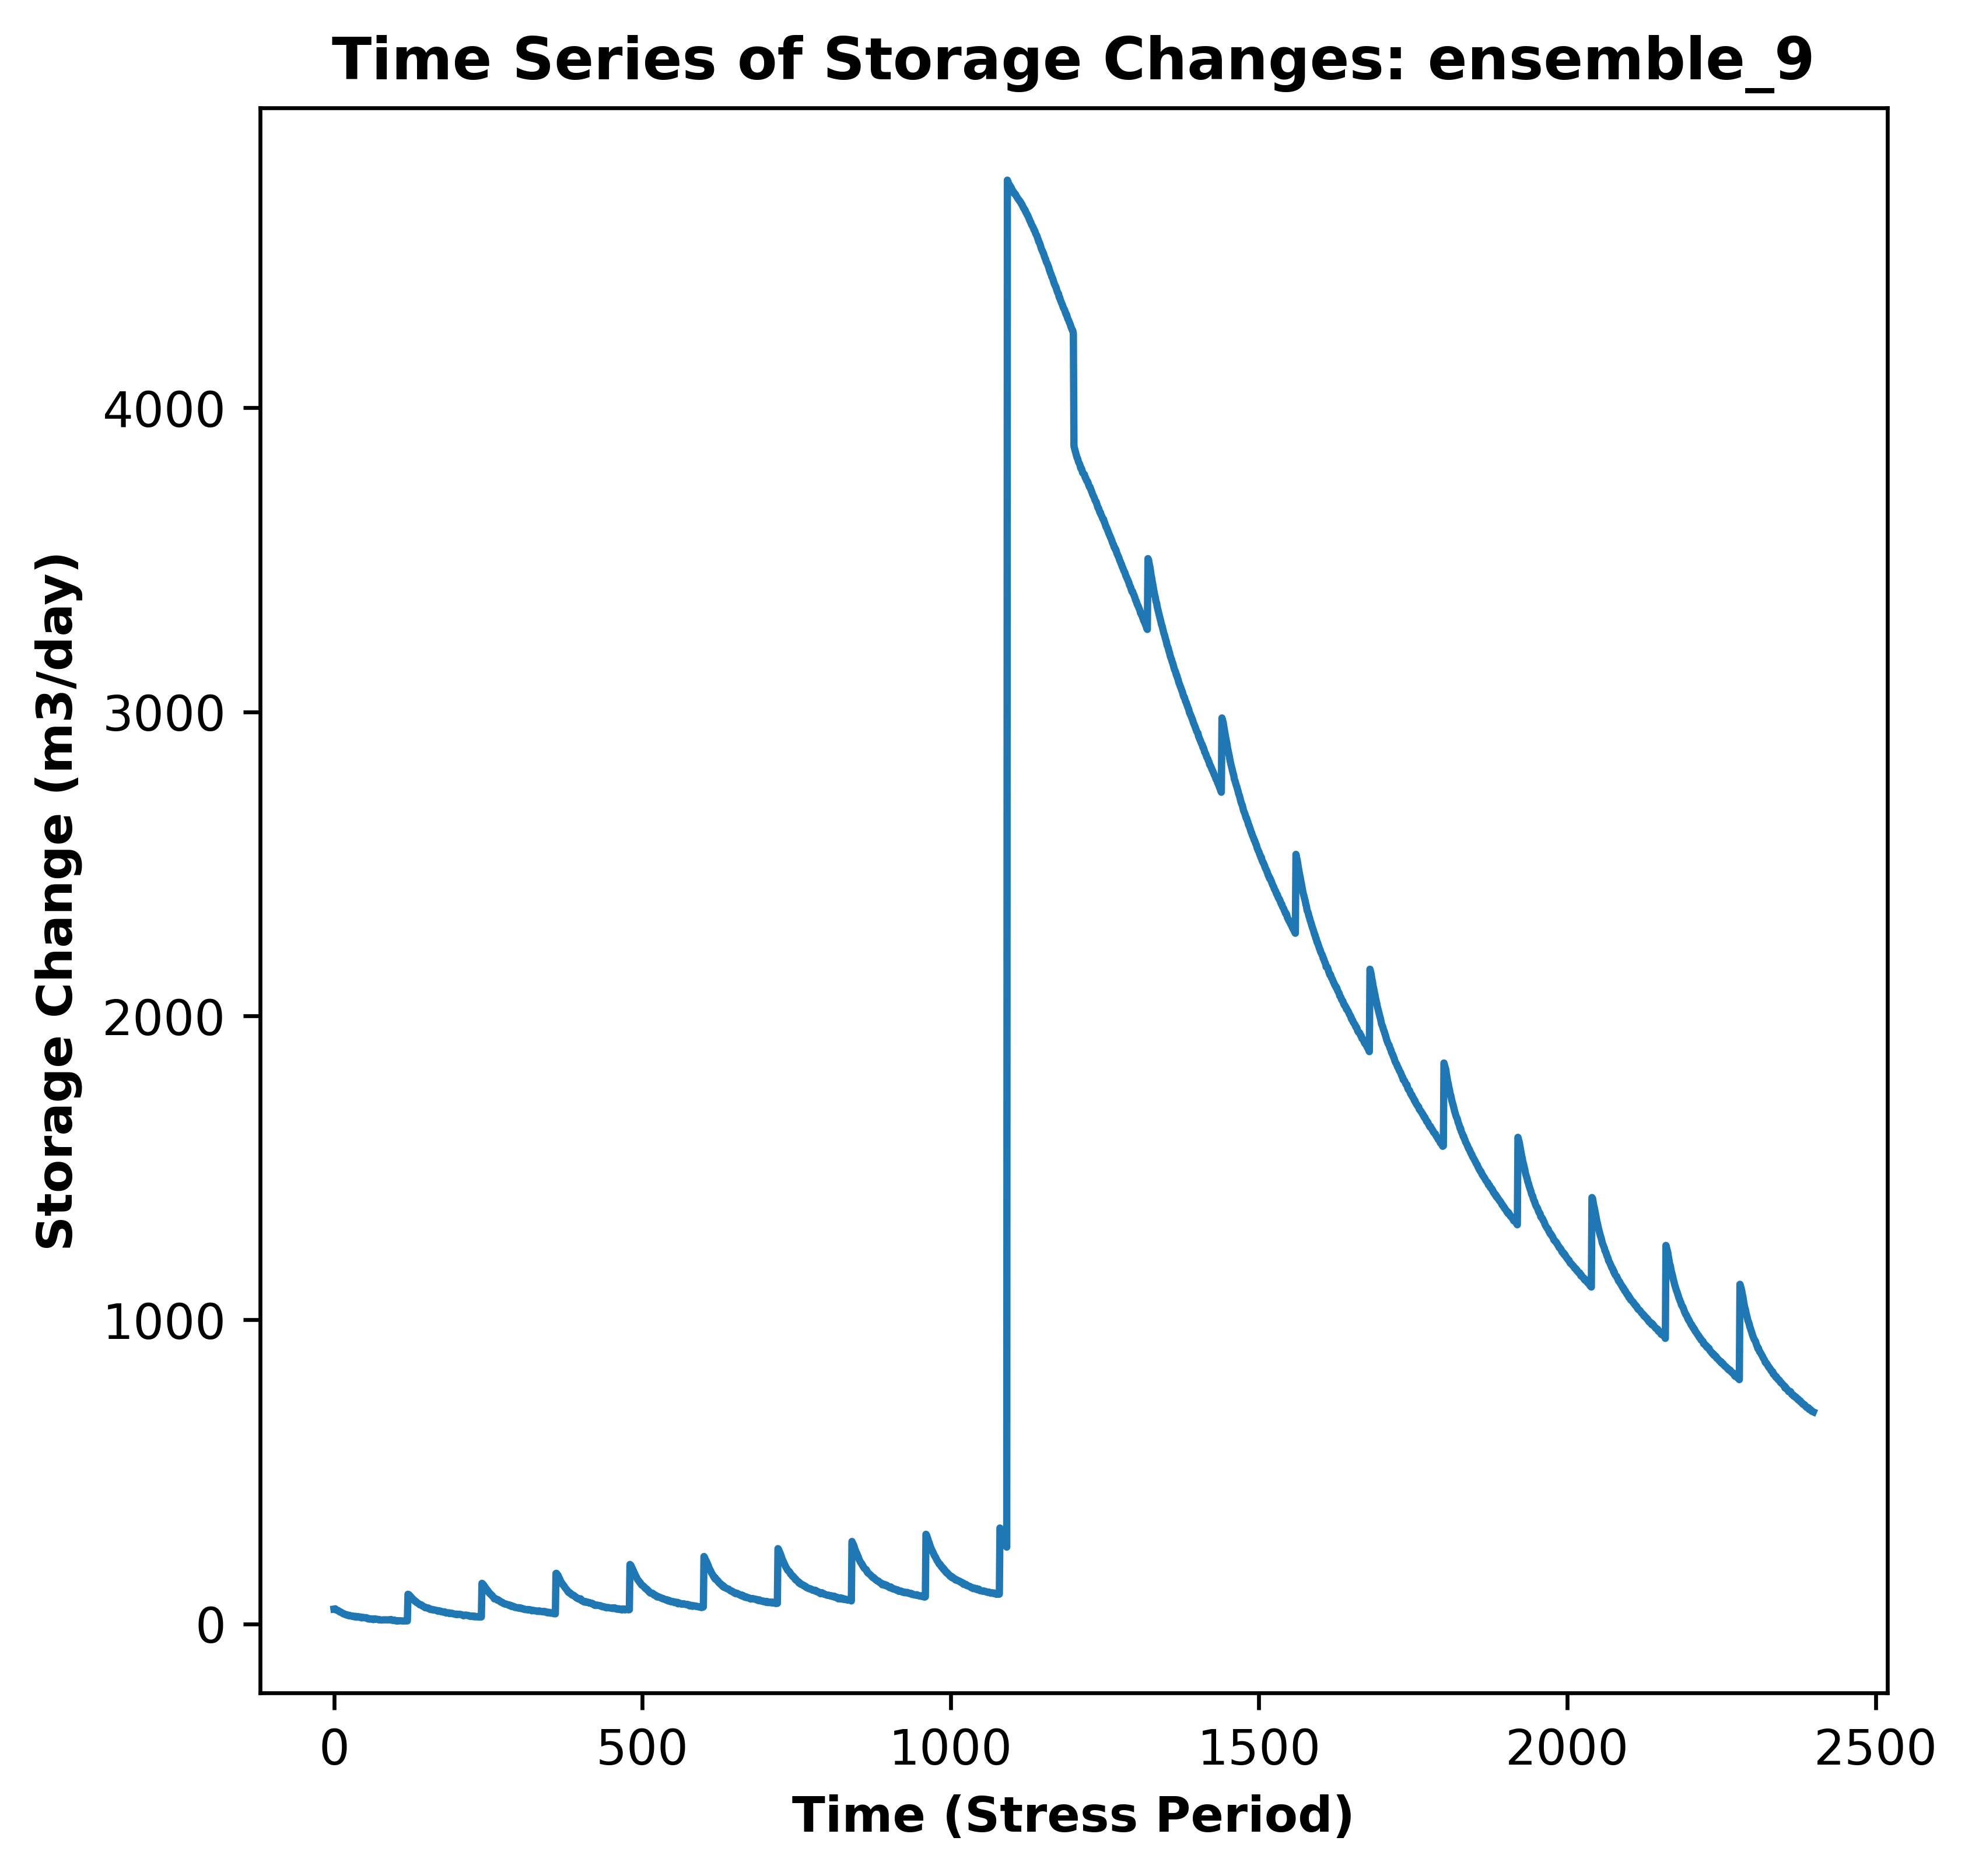 Time Series of Storage Changes: ensemble_9
Storage Change (m3/day)
4000
3000
2000
1000
0
0 500 1000 1500 2000 2500
Time (Stress Period)